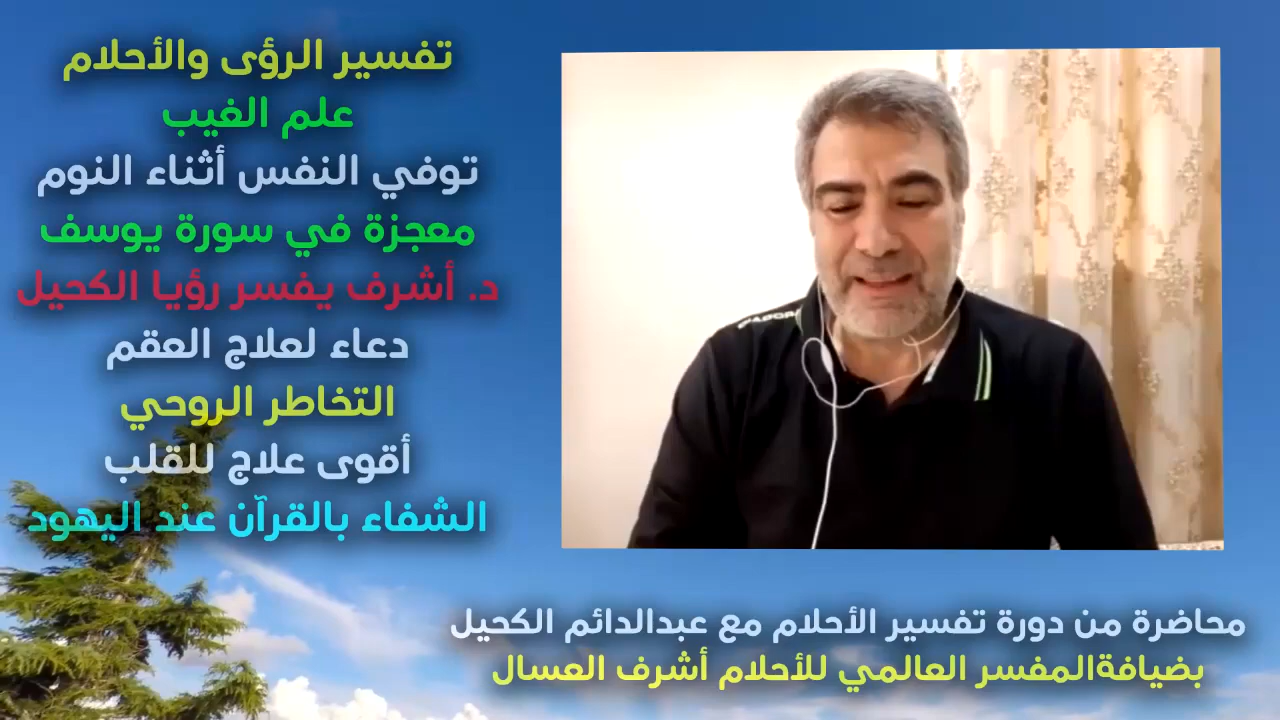 تفسير الرؤى والأحلام
علم الغيب
توفي النفس أثناء النوم
معجزة في سورة يوسف
د. أشرف يفسر رؤيا الكحيل
دعاء لعلاج العقم
التخاطر الروحي
أقوى علاج للقلب
الشفاء بالقرآن عند اليهود
محاضرة من دورة تفسير الأحلام مع عبدالدائم الكحيل
بضيافةالمفسر العالمي للأحلام أشرف العسال